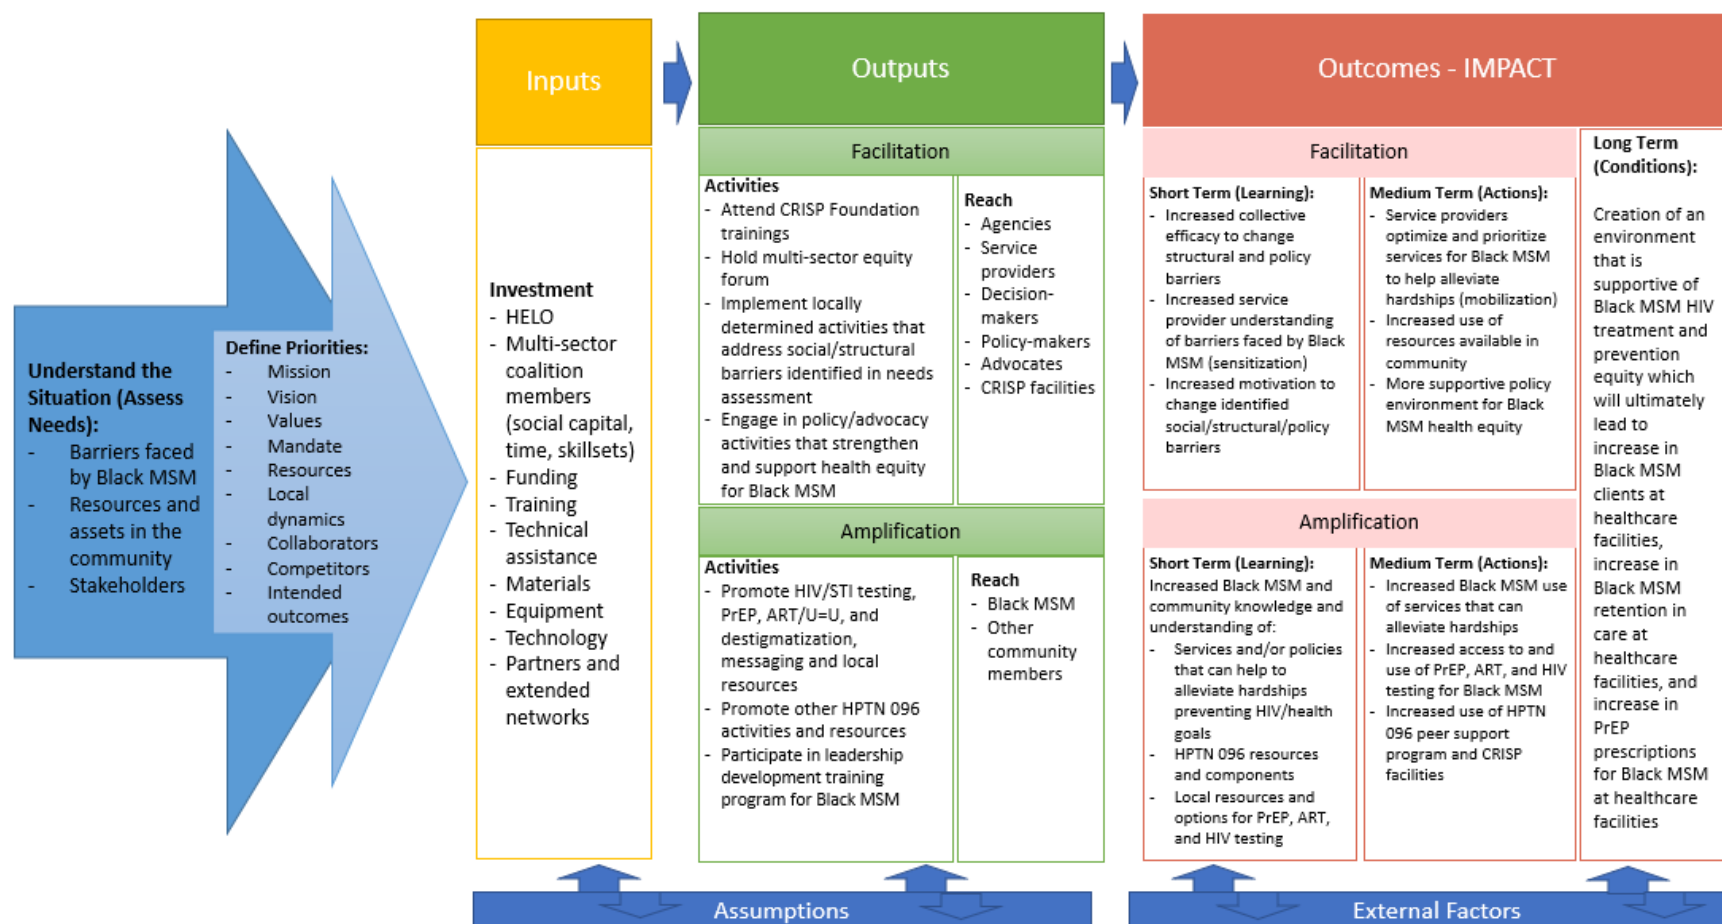 Understand the
Situation (Assess
Needs):
- Barriers faced
by Black MSM
- Resources and
assets in the
community
- Stakeholders
Define Priorities:
- Mission
- Vision
- Values
- Mandate
- Resources
- Local
dynamics
- Collaborators
- Competitors
- Intended
outcomes
Inputs
Investment
- HELO
- Multi-sector
coalition
members
(social capital,
time, skillsets)
- Funding
- Training
- Technical
assistance
- Materials
- Equipment
- Technology
- Partners and
extended
networks
Outputs
Facilitation
Activities
- Attend CRISP Foundation
trainings
- Hold multi-sector equity
forum
- Implement locally
determined activities that
address social/structural
barriers identified in needs
assessment
- Engage in policy/advocacy
activities that strengthen
and support health equity
for Black MSM
Reach
- Agencies
- Service
providers
- Decision-
makers
- Policy-makers
- Advocates
- CRISP facilities
Amplification
Activities
- Promote HIV/STI testing,
PrEP, ART/U=U, and
destigmatization,
messaging and local
resources
- Promote other HPTN 096
activities and resources
- Participate in leadership
development training
program for Black MSM
Reach
- Black MSM
- Other
community
members
Outcomes - IMPACT
Facilitation
Short Term (Learning):
- Increased collective
efficacy to change
structural and policy
barriers
- Increased service
provider understanding
of barriers faced by Black
MSM (sensitization)
- Increased motivation to
change identified
social/structural/policy
barriers
Medium Term (Actions):
- Service providers
optimize and prioritize
services for Black MSM
to help alleviate
hardships (mobilization)
- Increased use of
resources available in
community
- More supportive policy
environment for Black
MSM health equity
Amplification
Short Term (Learning):
Increased Black MSM and
community knowledge and
understanding of:
- Services and/or policies
that can help to
alleviate hardships
preventing HIV/health
goals
- HPTN 096 resources
and components
- Local resources and
options for PrEP, ART,
and HIV testing
Medium Term (Actions):
- Increased Black MSM use
of services that can
alleviate hardships
- Increased access to and
use of PrEP, ART, and HIV
testing for Black MSM
- Increased use of HPTN
096 peer support
program and CRISP
facilities
Long Term
(Conditions):
Creation of an
environment
that is
supportive of
Black MSM HIV
treatment and
prevention
equity which
will ultimately
lead to
increase in
Black MSM
clients at
healthcare
facilities,
increase in
Black MSM
retention in
care at
healthcare
facilities, and
increase in
PrEP
prescriptions
for Black MSM
at healthcare
facilities
Assumptions
External Factors